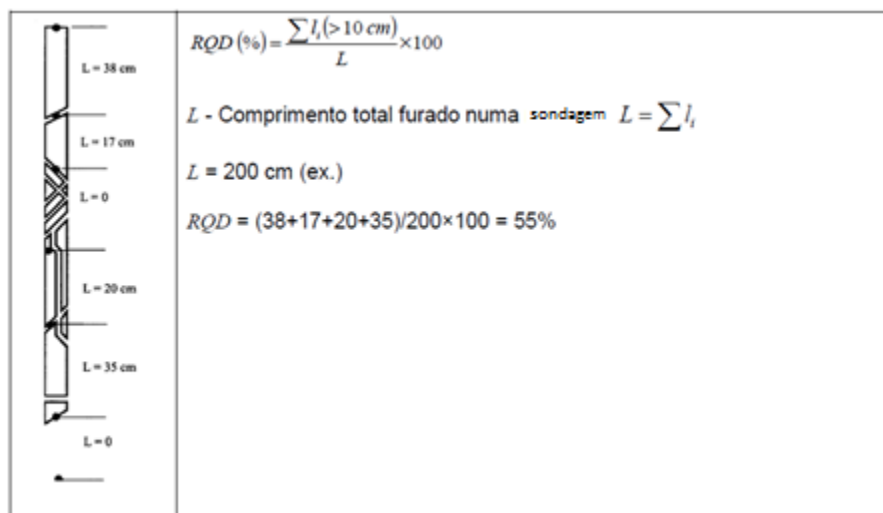 L = 38 cm
L = 17 cm
L = 0
L = 20 cm
L = 35 cm
L = 0
RQD (%) = ∑ l_i (>10 cm) / L × 100
L - Comprimento total furado numa sondagem L = ∑ l_i
L = 200 cm (ex.)
RQD = (38+17+20+35)/200×100 = 55%